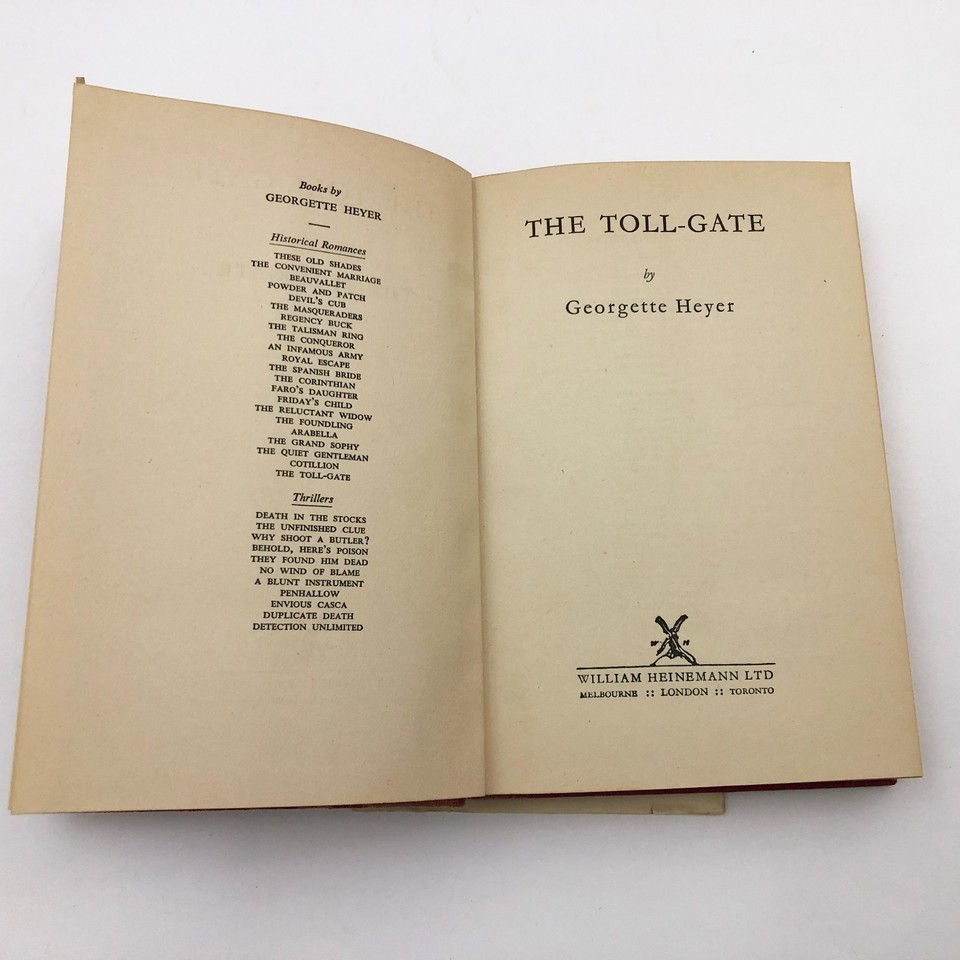 Books by
GEORGETTE HEYER
Historical Romances
THESE OLD SHADES
THE CONVENIENT MARRIAGE
BEAUVALLET
POWDER AND PATCH
DEVIL'S CUB
THE MASQUERADERS
REGENCY BUCK
THE TALISMAN RING
THE CONQUEROR
AN INFAMOUS ARMY
ROYAL ESCAPE
THE SPANISH BRIDE
THE CORINTHIAN
FARO'S DAUGHTER
FRIDAY'S CHILD
THE RELUCTANT WIDOW
THE FOUNDLING
ARABELLA
THE GRAND SOPHY
THE QUIET GENTLEMAN
COTILLION
THE TOLL-GATE
Thrillers
DEATH IN THE STOCKS
THE UNFINISHED CLUE
WHY SHOOT A BUTLER?
BEHOLD, HERE'S POISON
THEY FOUND HIM DEAD
NO WIND OF BLAME
A BLUNT INSTRUMENT
PENHALLOW
ENVIOUS CASCA
DUPLICATE DEATH
DETECTION UNLIMITED
THE TOLL-GATE
by
Georgette Heyer
W H
WILLIAM HEINEMANN LTD
MELBOURNE :: LONDON :: TORONTO